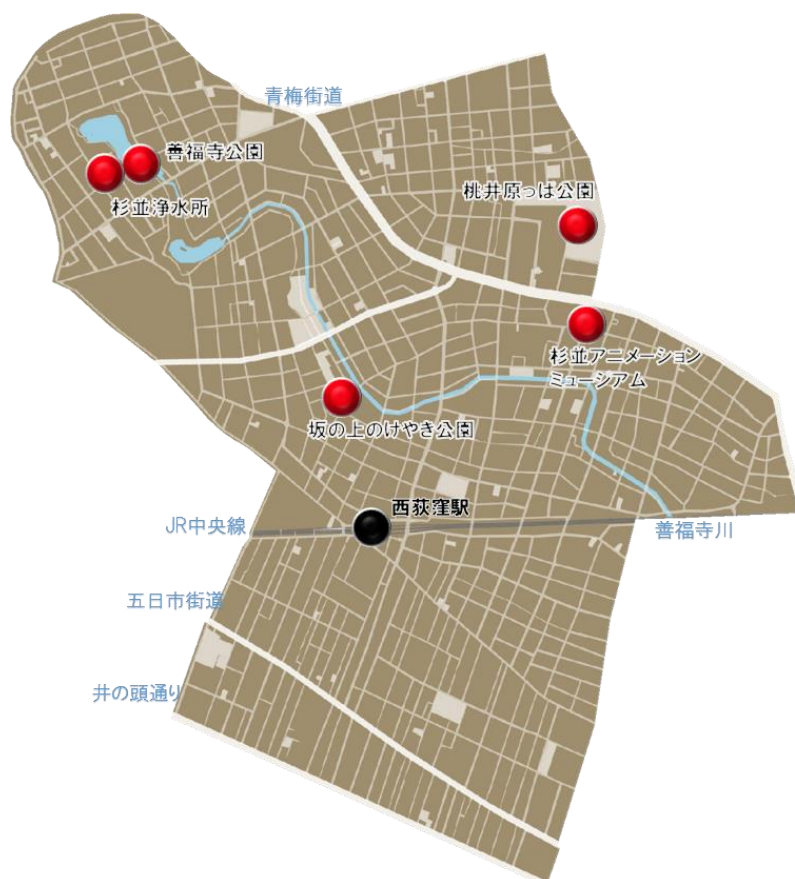 青梅街道
善福寺公園
杉並浄水所
桃井原っぱ公園
杉並アニメーション
ミュージアム
坂の上のけやき公園
西荻窪駅
JR中央線
善福寺川
五日市街道
井の頭通り